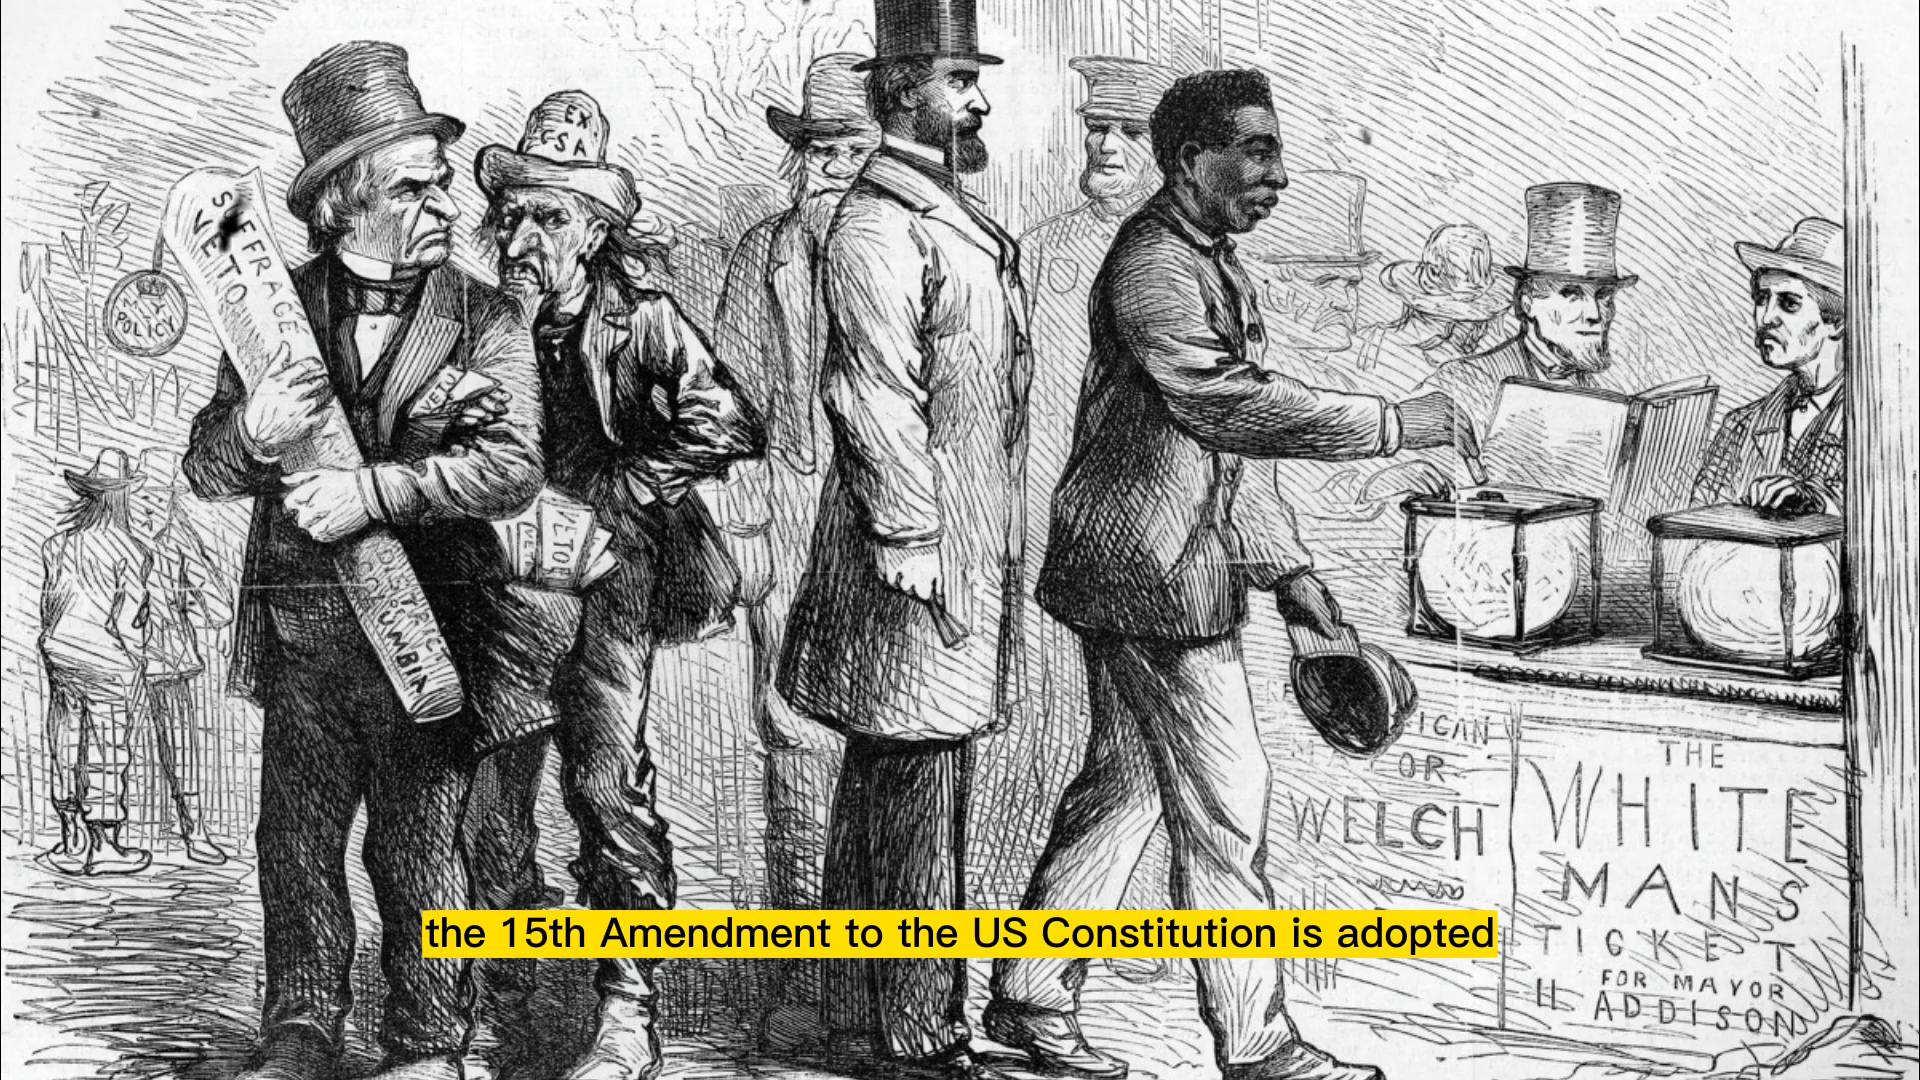 EX
CSA
SUFFRAGE
VETO
MY
POLICY
VETO
VETO
DISTRICT
COLUMBIA
ICAN
OR
WELCH
THE
WHITE
MANS
TICKET
FOR MAYOR
ADDISON
the 15th Amendment to the US Constitution is adopted